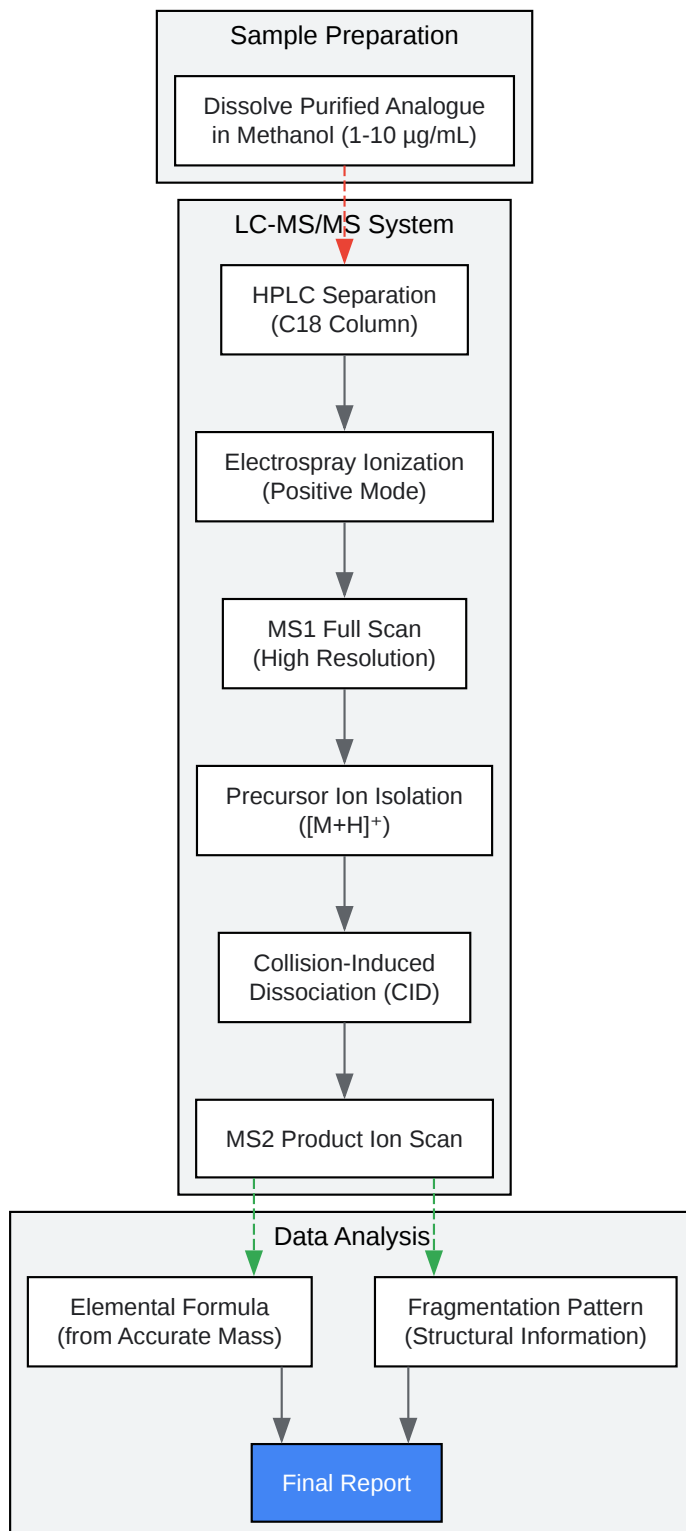 Sample Preparation
Dissolve Purified Analogue
in Methanol (1-10 µg/mL)
LC-MS/MS System
HPLC Separation
(C18 Column)
Electrospray Ionization
(Positive Mode)
MS1 Full Scan
(High Resolution)
Precursor Ion Isolation
([M+H]⁺)
Collision-Induced
Dissociation (CID)
MS2 Product Ion Scan
Data Analysis
Elemental Formula
(from Accurate Mass)
Fragmentation Pattern
(Structural Information)
Final Report